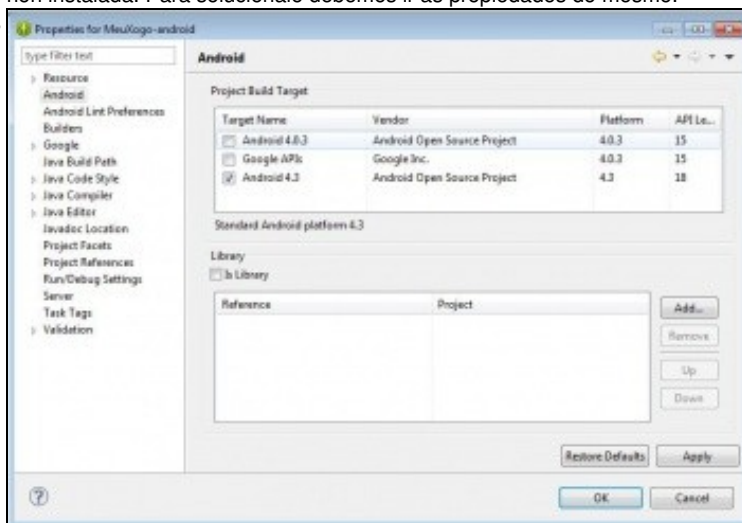 non instalada. Para solucionalo debemos ir ás propiedades do mesmo.
Properties for MeuXogo-android
type filter text
Android
Resource
Android
Android Lint Preferences
Builders
Google
Java Build Path
Java Code Style
Java Compiler
Java Editor
Javadoc Location
Project Facets
Project References
Run/Debug Settings
Server
Task Tags
Validation
Project Build Target
Target Name Vendor Platform API Le...
Android 4.0.3 Android Open Source Project 4.0.3 15
Google APIs Google Inc. 4.0.3 15
Android 4.3 Android Open Source Project 4.3 18
Standard Android platform 4.3
Library
Is Library
Reference Project
Add...
Remove
Up
Down
Restore Defaults Apply
OK Cancel